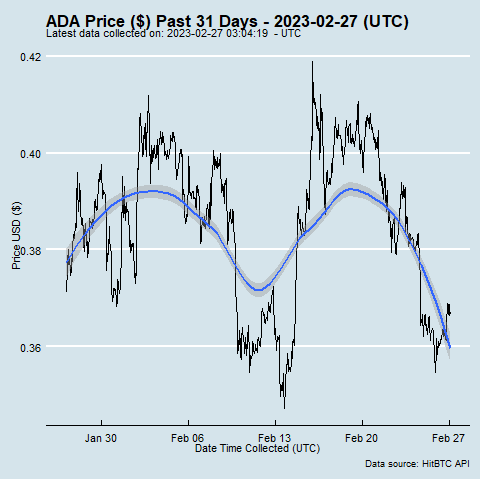 ADA Price ($) Past 31 Days - 2023-02-27 (UTC)
Latest data collected on: 2023-02-27 03:04:19 - UTC
Price USD ($)
0.42
0.40
0.38
0.36
Jan 30
Feb 06
Feb 13
Feb 20
Feb 27
Date Time Collected (UTC)
Data source: HitBTC API